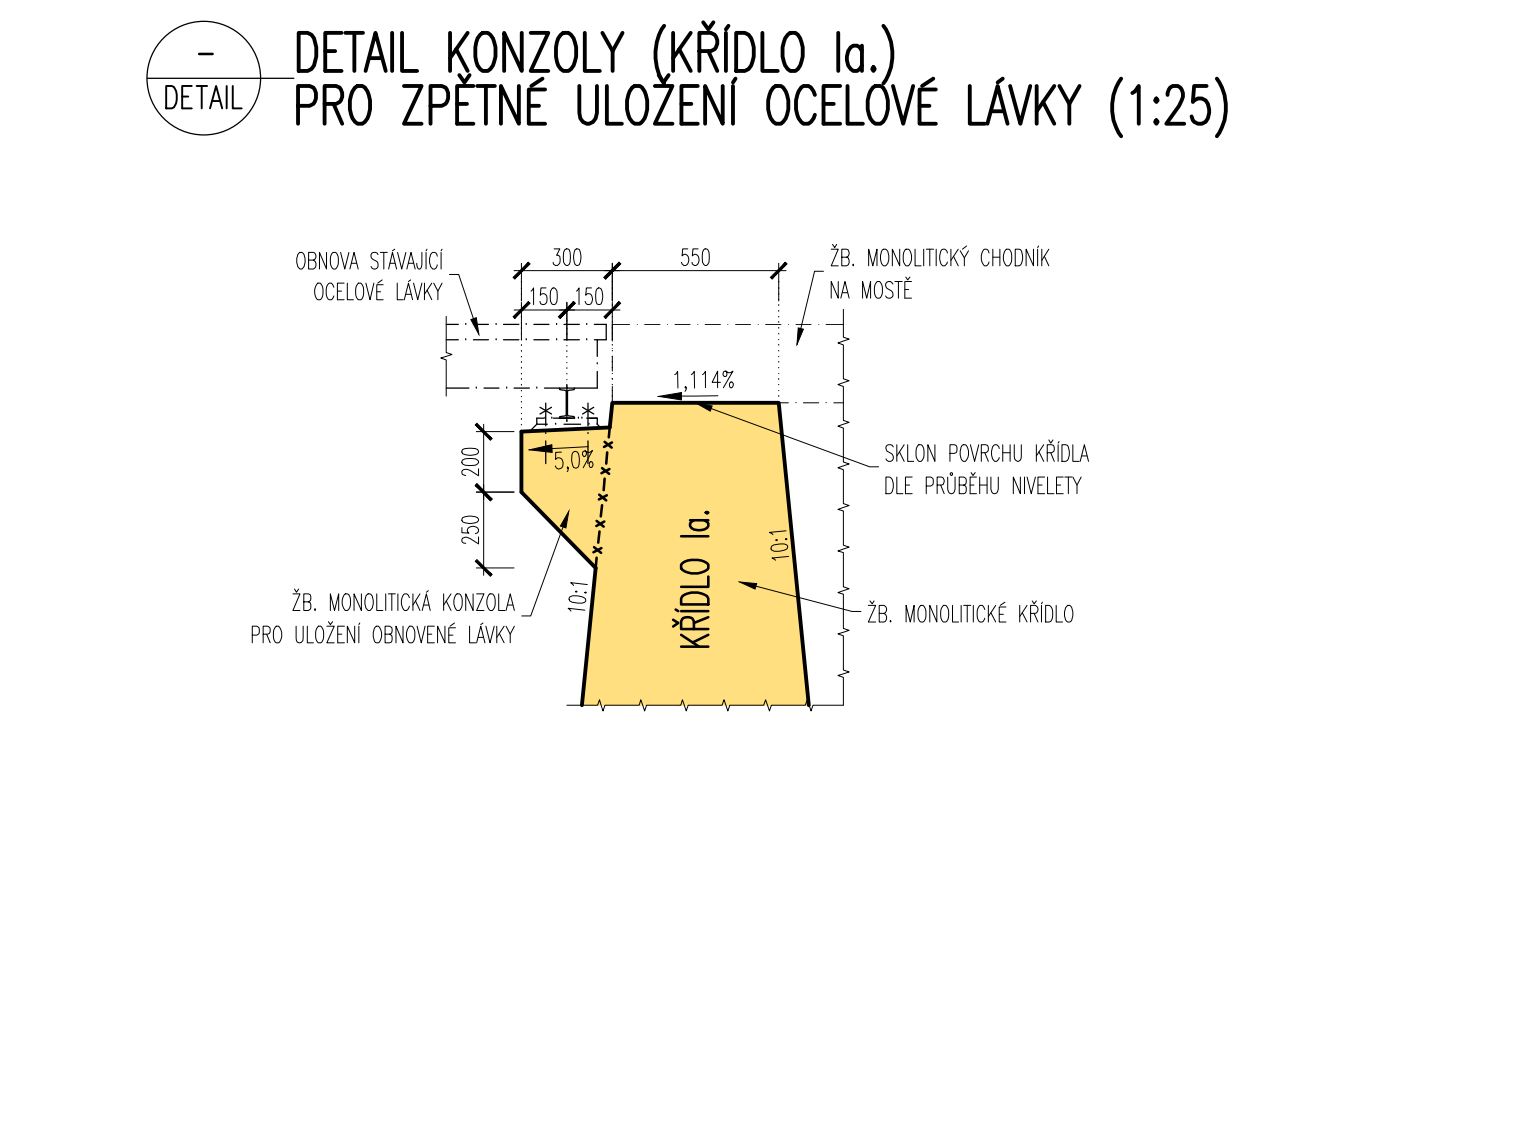 –
DETAIL
DETAIL KONZOLY (KŘÍDLO Ia.)
PRO ZPĚTNÉ ULOŽENÍ OCELOVÉ LÁVKY (1:25)
OBNOVA STÁVAJÍCÍ
OCELOVÉ LÁVKY
300
550
150
150
ŽB. MONOLITICKÝ CHODNÍK
NA MOSTĚ
1,114%
5,0%
200
250
SKLON POVRCHU KŘÍDLA
DLE PRŮBĚHU NIVELETY
KŘÍDLO Ia.
10:1
10:1
ŽB. MONOLITICKÁ KONZOLA
PRO ULOŽENÍ OBNOVENÉ LÁVKY
ŽB. MONOLITICKÉ KŘÍDLO